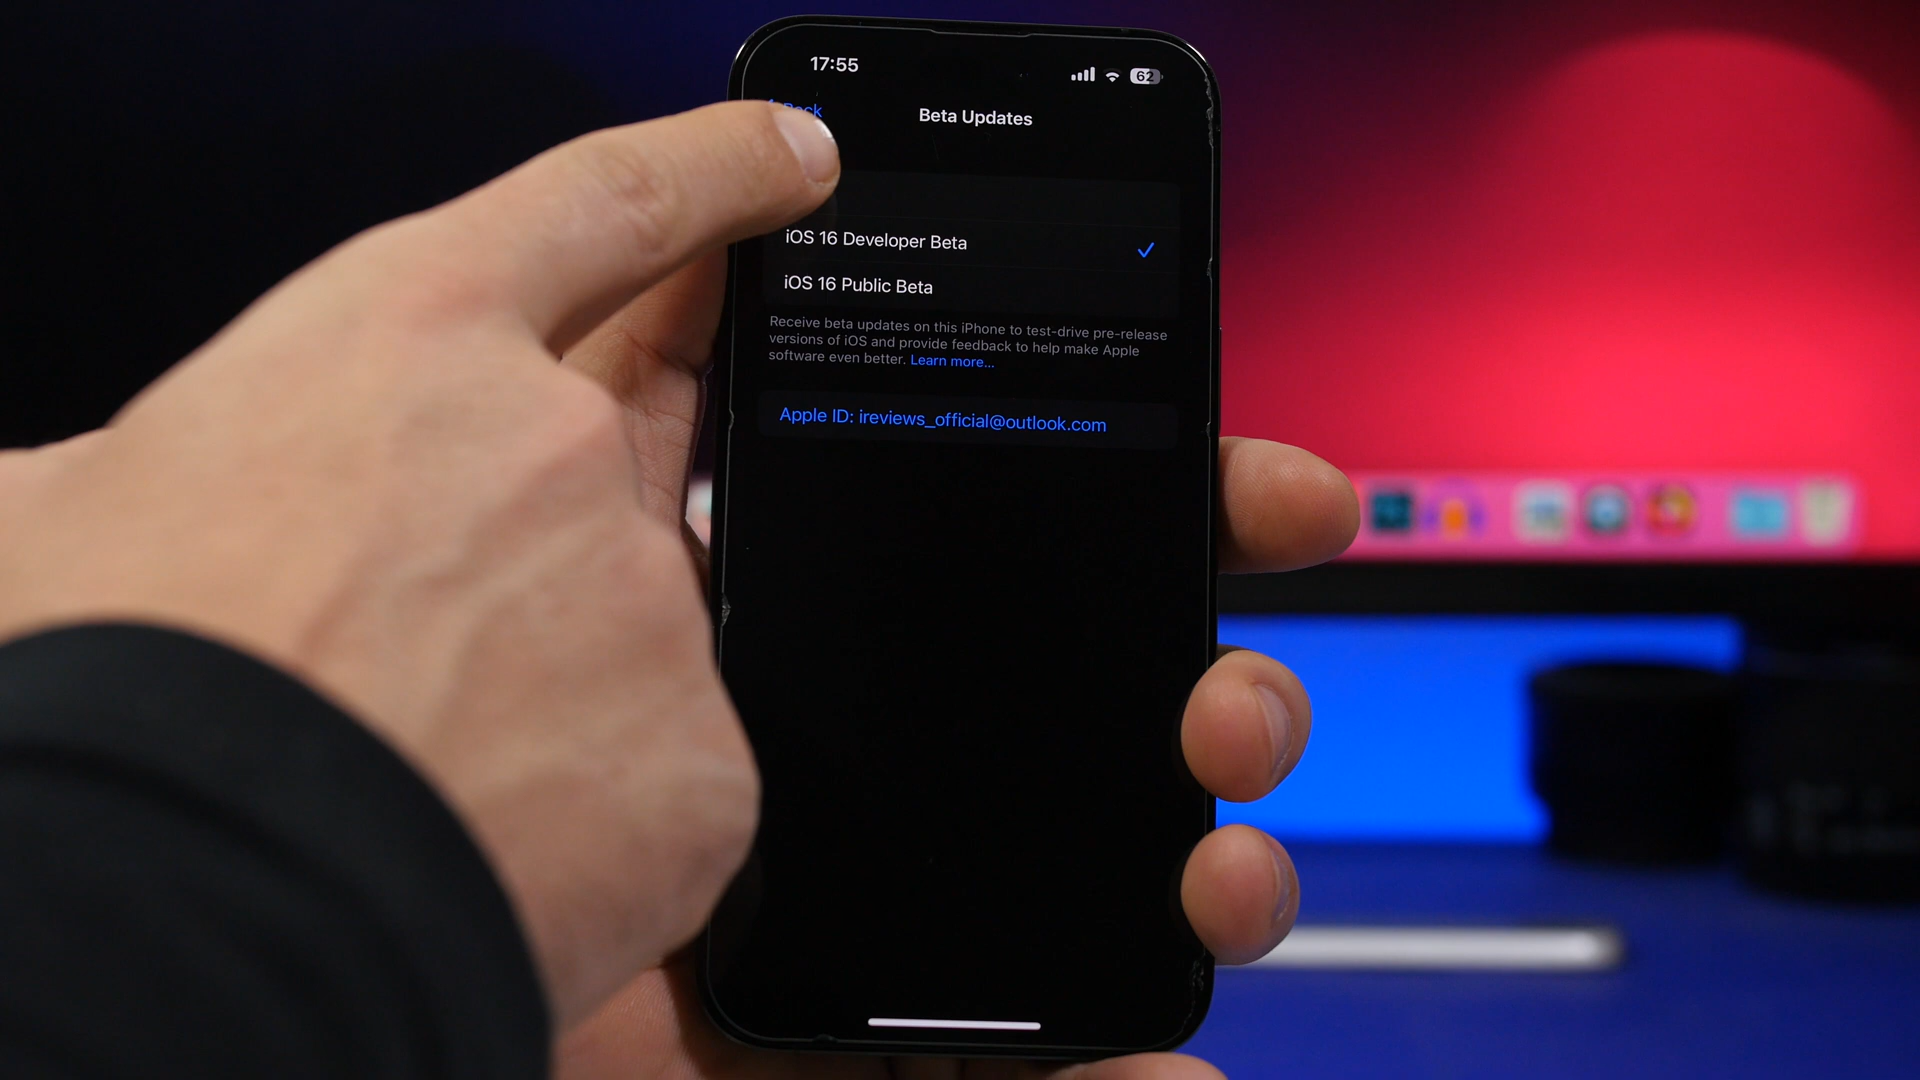 17:55
62
Back
Beta Updates
iOS 16 Developer Beta
iOS 16 Public Beta
Receive beta updates on this iPhone to test-drive pre-release
versions of iOS and provide feedback to help make Apple
software even better. Learn more...
Apple ID: ireviews_official@outlook.com